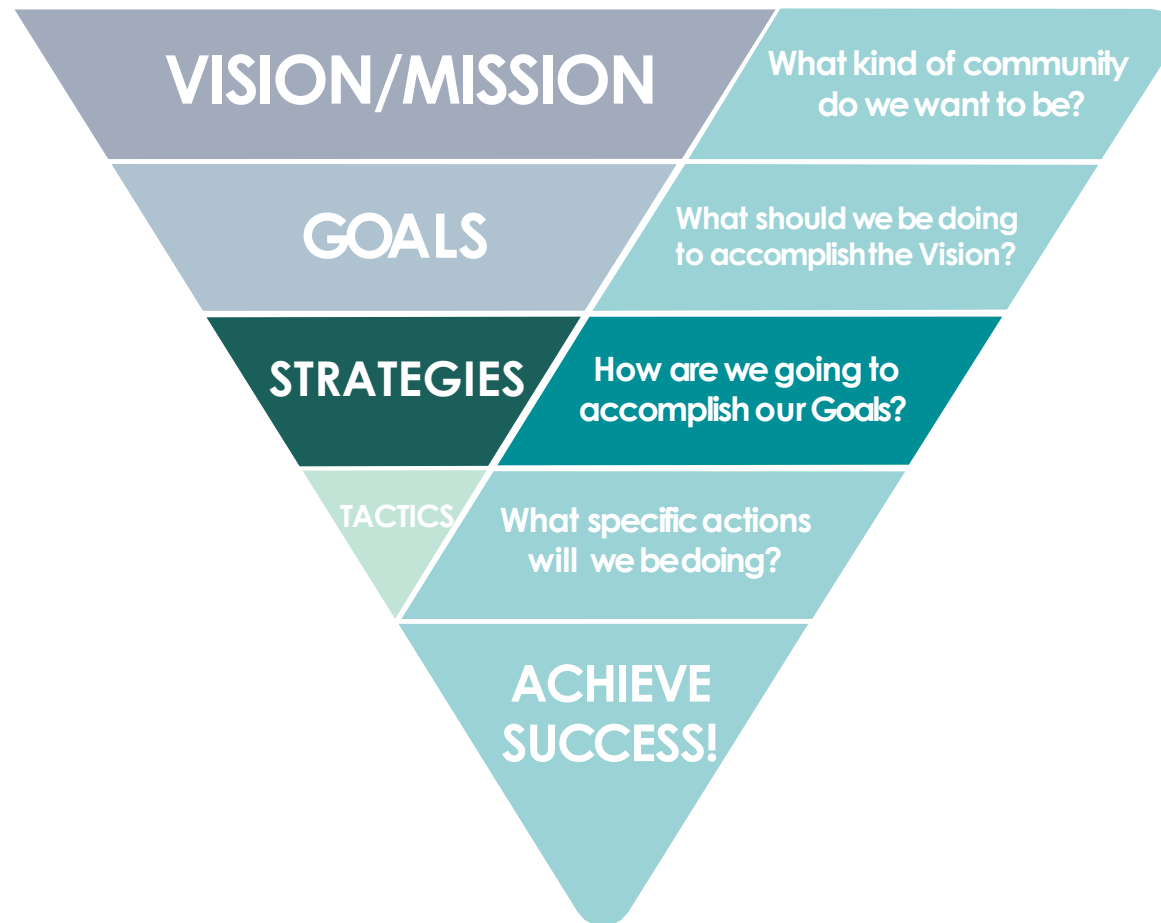 VISION/MISSION
What kind of community
do we want to be?
GOALS
What should we be doing
to accomplish the Vision?
STRATEGIES
How are we going to
accomplish our Goals?
TACTICS
What specific actions
will we be doing?
ACHIEVE
SUCCESS!